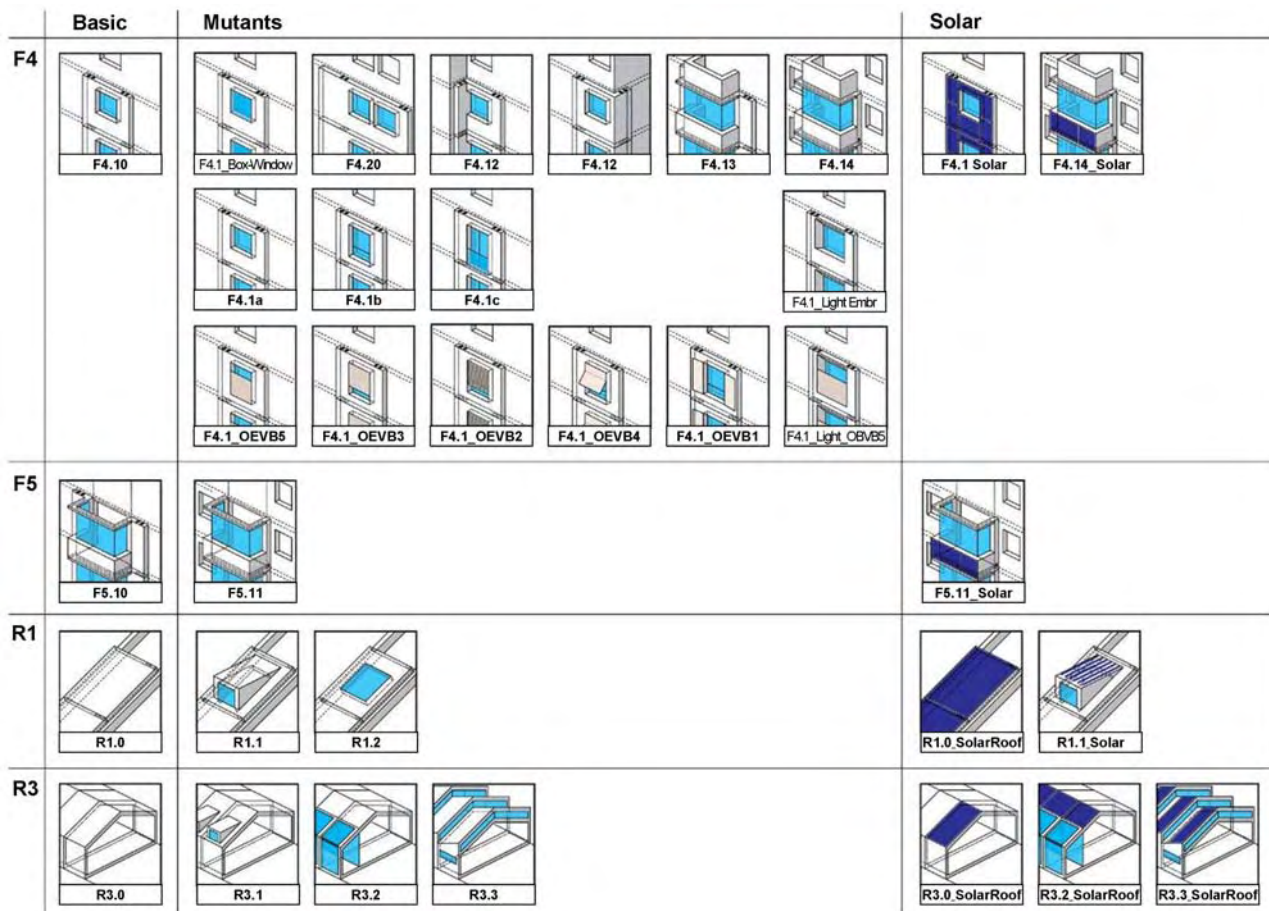 Basic Mutants Solar
F4
F4.10 F4.1_Box-Window F4.20 F4.12 F4.12 F4.13 F4.14 F4.1 Solar F4.14_Solar
F4.1a F4.1b F4.1c F4.1_Light Embr
F4.1_OEVB5 F4.1_OEVB3 F4.1_OEVB2 F4.1_OEVB4 F4.1_OEVB1 F4.1_Light_OBVB5
F5
F5.10 F5.11 F5.11_Solar
R1
R1.0 R1.1 R1.2 R1.0_SolarRoof R1.1_Solar
R3
R3.0 R3.1 R3.2 R3.3 R3.0_SolarRoof R3.2_SolarRoof R3.3_SolarRoof